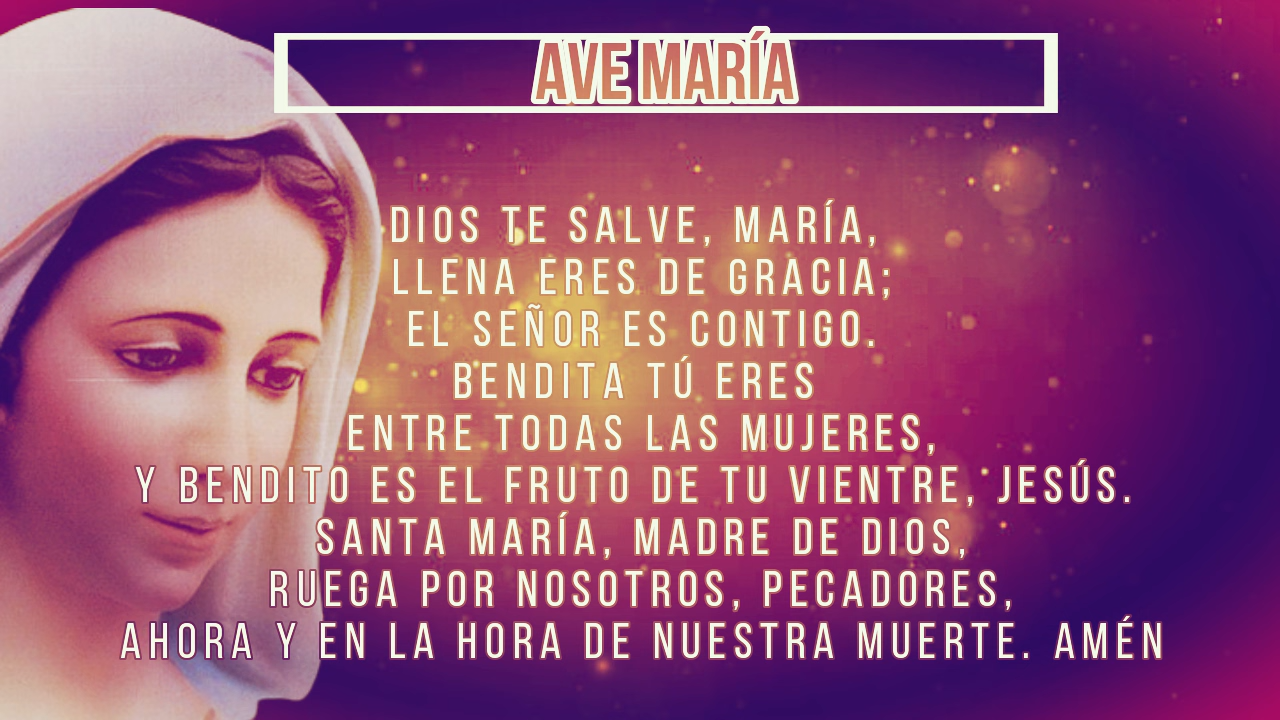 AVE MARÍA
DIOS TE SALVE, MARÍA,
LLENA ERES DE GRACIA;
EL SEÑOR ES CONTIGO.
BENDITA TÚ ERES
ENTRE TODAS LAS MUJERES,
Y BENDITO ES EL FRUTO DE TU VIENTRE, JESÚS.
SANTA MARÍA, MADRE DE DIOS,
RUEGA POR NOSOTROS, PECADORES,
AHORA Y EN LA HORA DE NUESTRA MUERTE. AMÉN